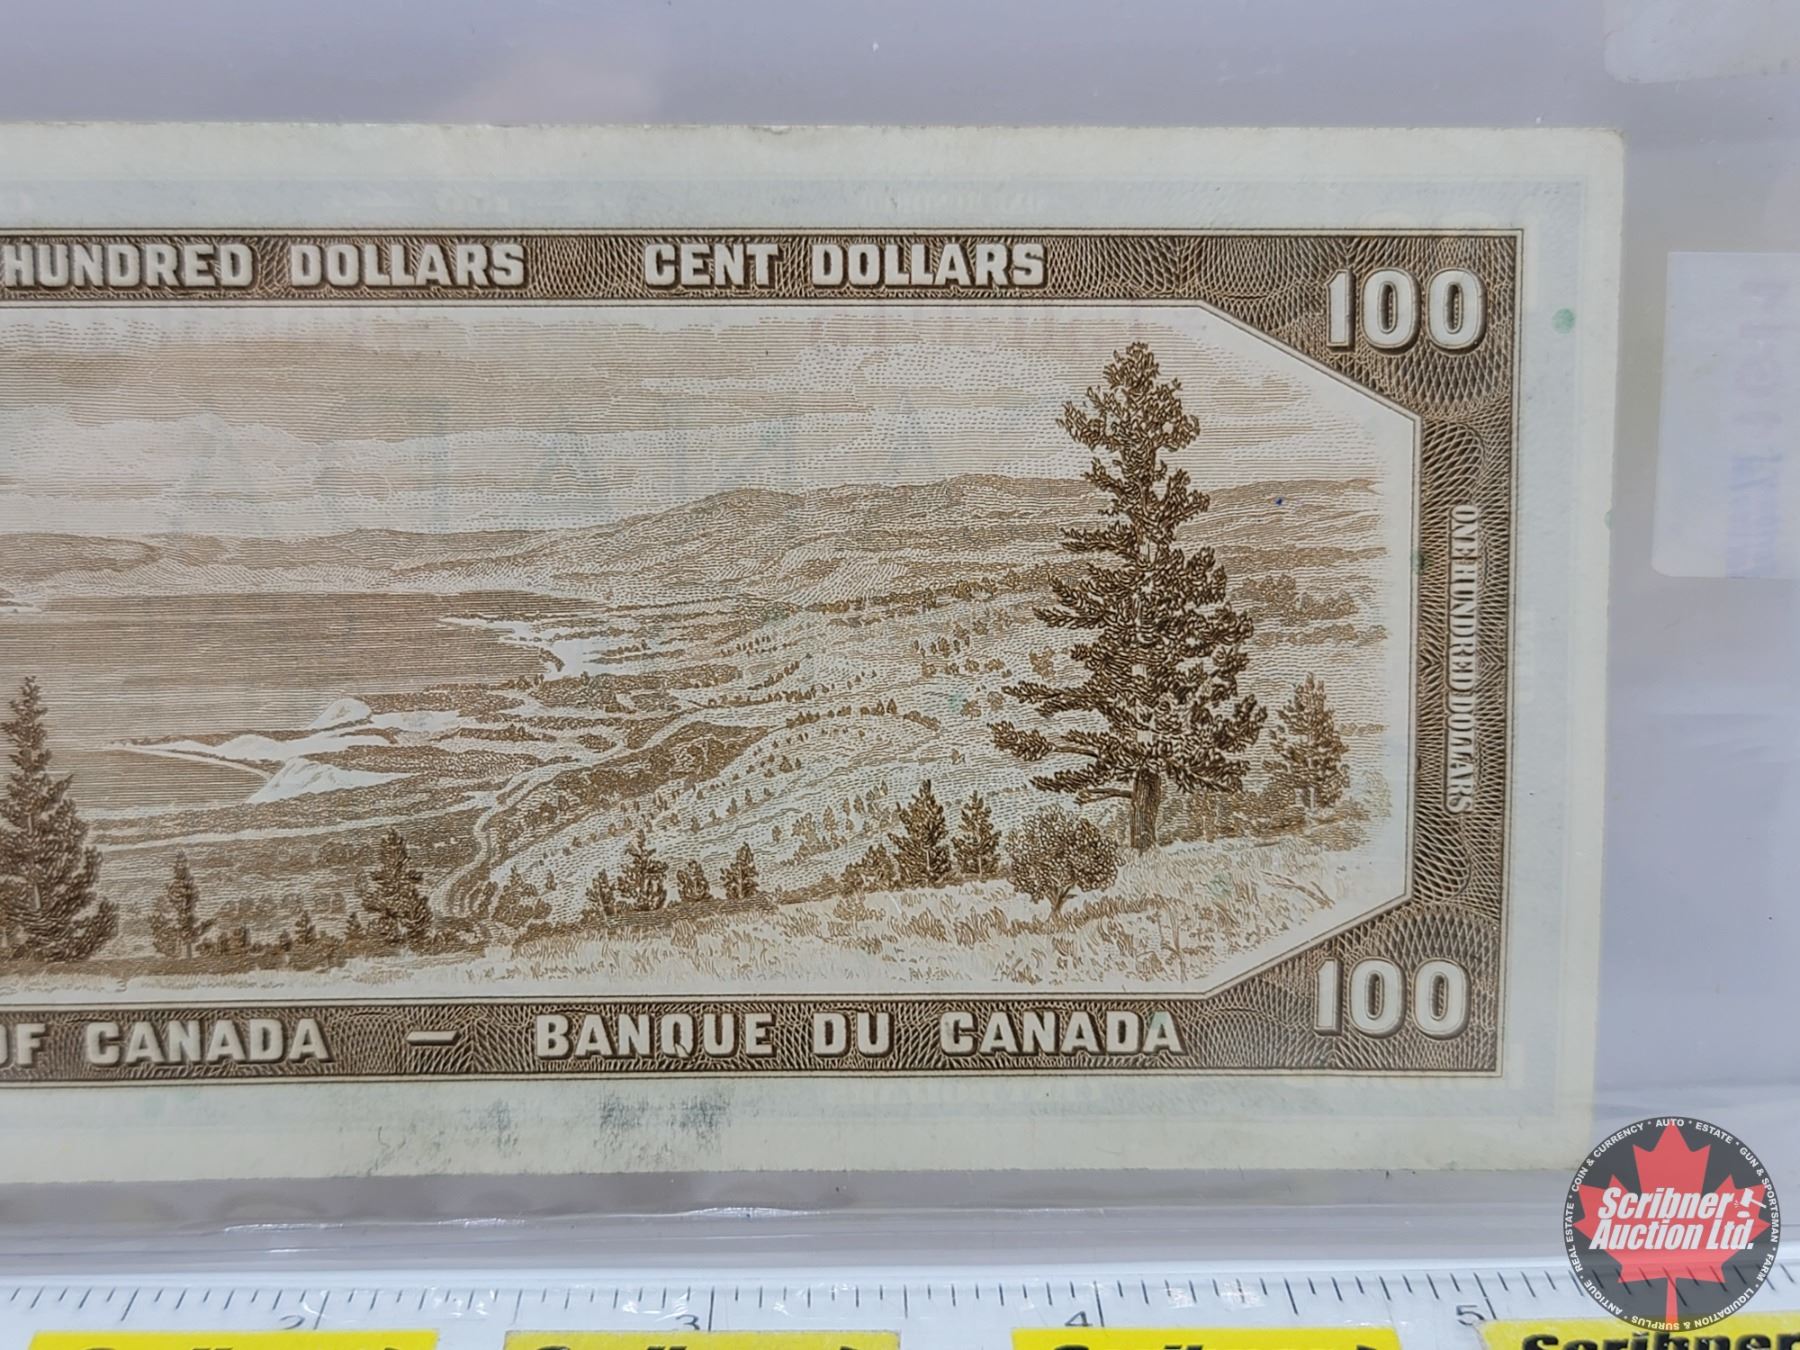 HUNDRED DOLLARS CENT DOLLARS
100
ONE HUNDRED DOLLARS
100
OF CANADA — BANQUE DU CANADA
COIN & CURRENCY • AUTO • ESTATE • GUN & SPORTSMAN • FARM • LIQUIDATION & SURPLUS • ANTIQUE • REAL ESTATE •
Scribner
Auction Ltd.
2 3 4 5
Scribner